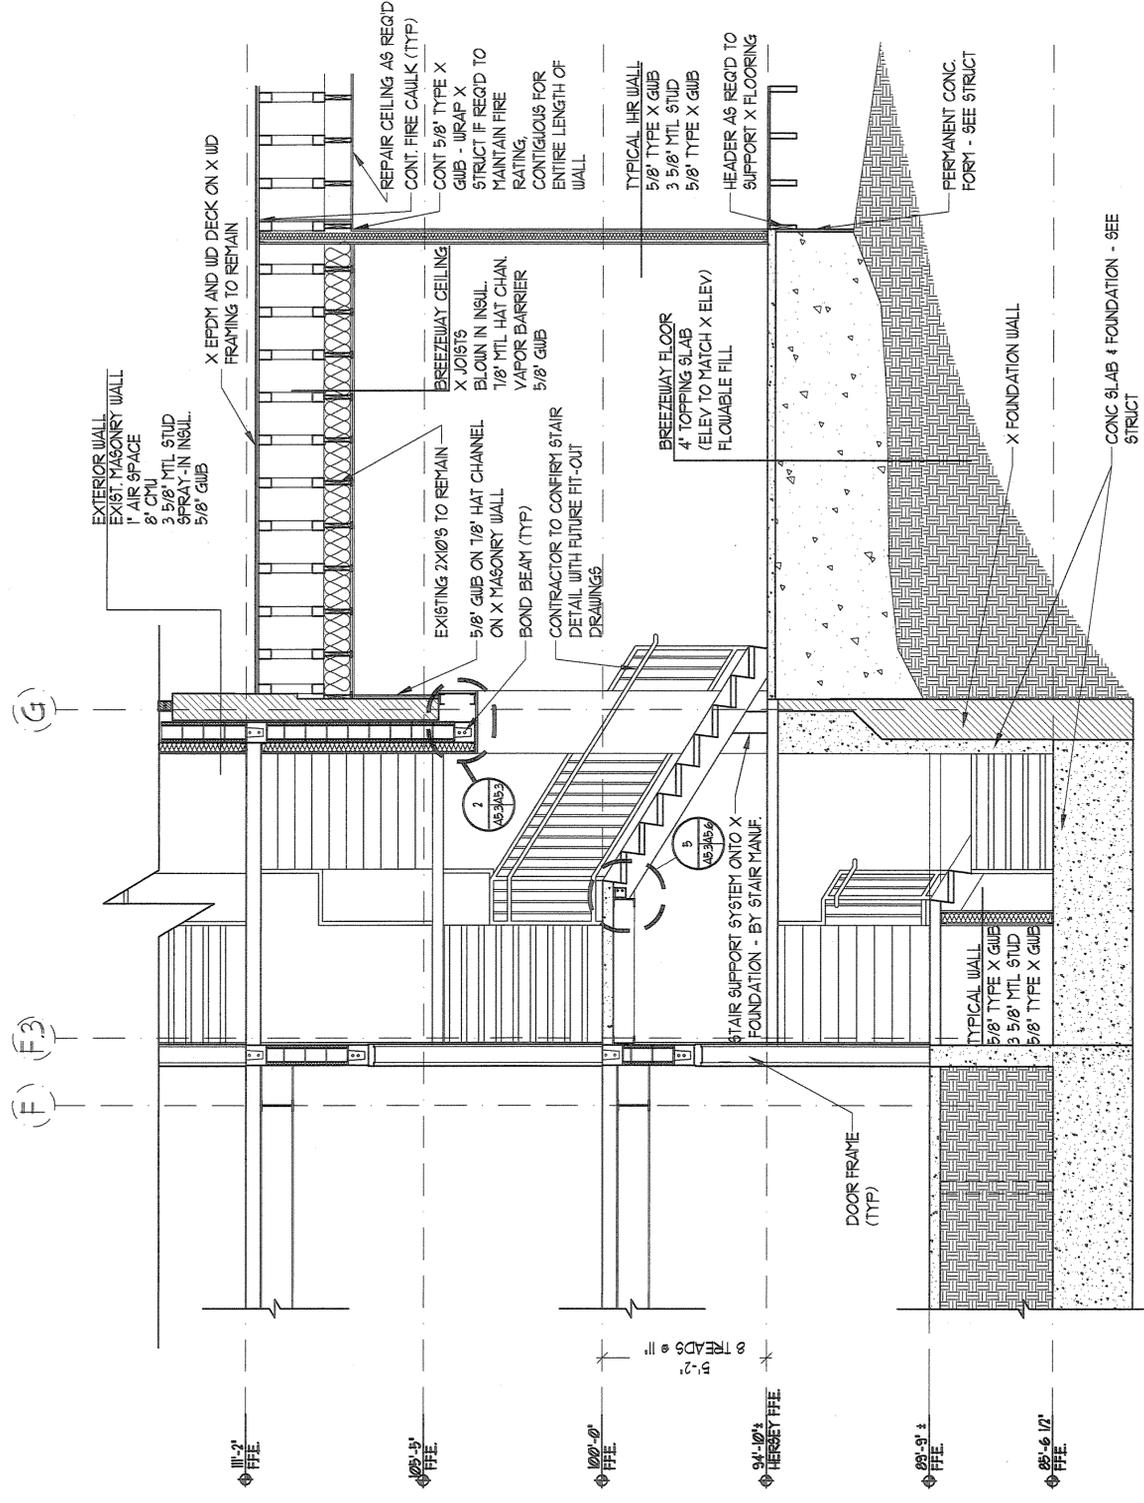 G
F.3
F
EXTERIOR WALL
EXIST. MASONRY WALL
1" AIR SPACE
8" CMU
3 5/8" MTL STUD
SPRAY-IN INSUL.
5/8" GWB
X EPDM AND WD DECK ON X WD
FRAMING TO REMAIN
REPAIR CEILING AS REQ'D
CONT. FIRE CAULK (TYP)
CONT 5/8" TYPE X
GWB - WRAP X
STRUCT IF REQ'D TO
MAINTAIN FIRE
RATING,
CONTIGUOUS FOR
ENTIRE LENGTH OF
WALL
BREEZEWAY CEILING
X JOISTS
BLOWN IN INSUL.
7/8" MTL HAT CHAN.
VAPOR BARRIER
5/8" GWB
EXISTING 2X10'S TO REMAIN
5/8" GWB ON 7/8" HAT CHANNEL
ON X MASONRY WALL
BOND BEAM (TYP)
CONTRACTOR TO CONFIRM STAIR
DETAIL WITH FUTURE FIT-OUT
DRAWINGS
TYPICAL 1HR WALL
5/8" TYPE X GWB
3 5/8" MTL STUD
5/8" TYPE X GWB
HEADER AS REQ'D TO
SUPPORT X FLOORING
BREEZEWAY FLOOR
4" TOPPING SLAB
(ELEV TO MATCH X ELEV)
FLOWABLE FILL
PERMANENT CONC.
FORM - SEE STRUCT
X FOUNDATION WALL
CONC SLAB & FOUNDATION - SEE
STRUCT
2
A5.3 A5.3
5
A5.3 A5.6
STAIR SUPPORT SYSTEM ONTO X
FOUNDATION - BY STAIR MANUF.
TYPICAL WALL
5/8" TYPE X GWB
3 5/8" MTL STUD
5/8" TYPE X GWB
DOOR FRAME
(TYP)
5'-2"
8 TREADS @ 11"
111'-2"
F.F.E.
105'-5"
F.F.E.
100'-0"
F.F.E.
94'-10"±
HERSEY F.F.E.
89'-9" ±
F.F.E.
85'-6 1/2"
F.F.E.